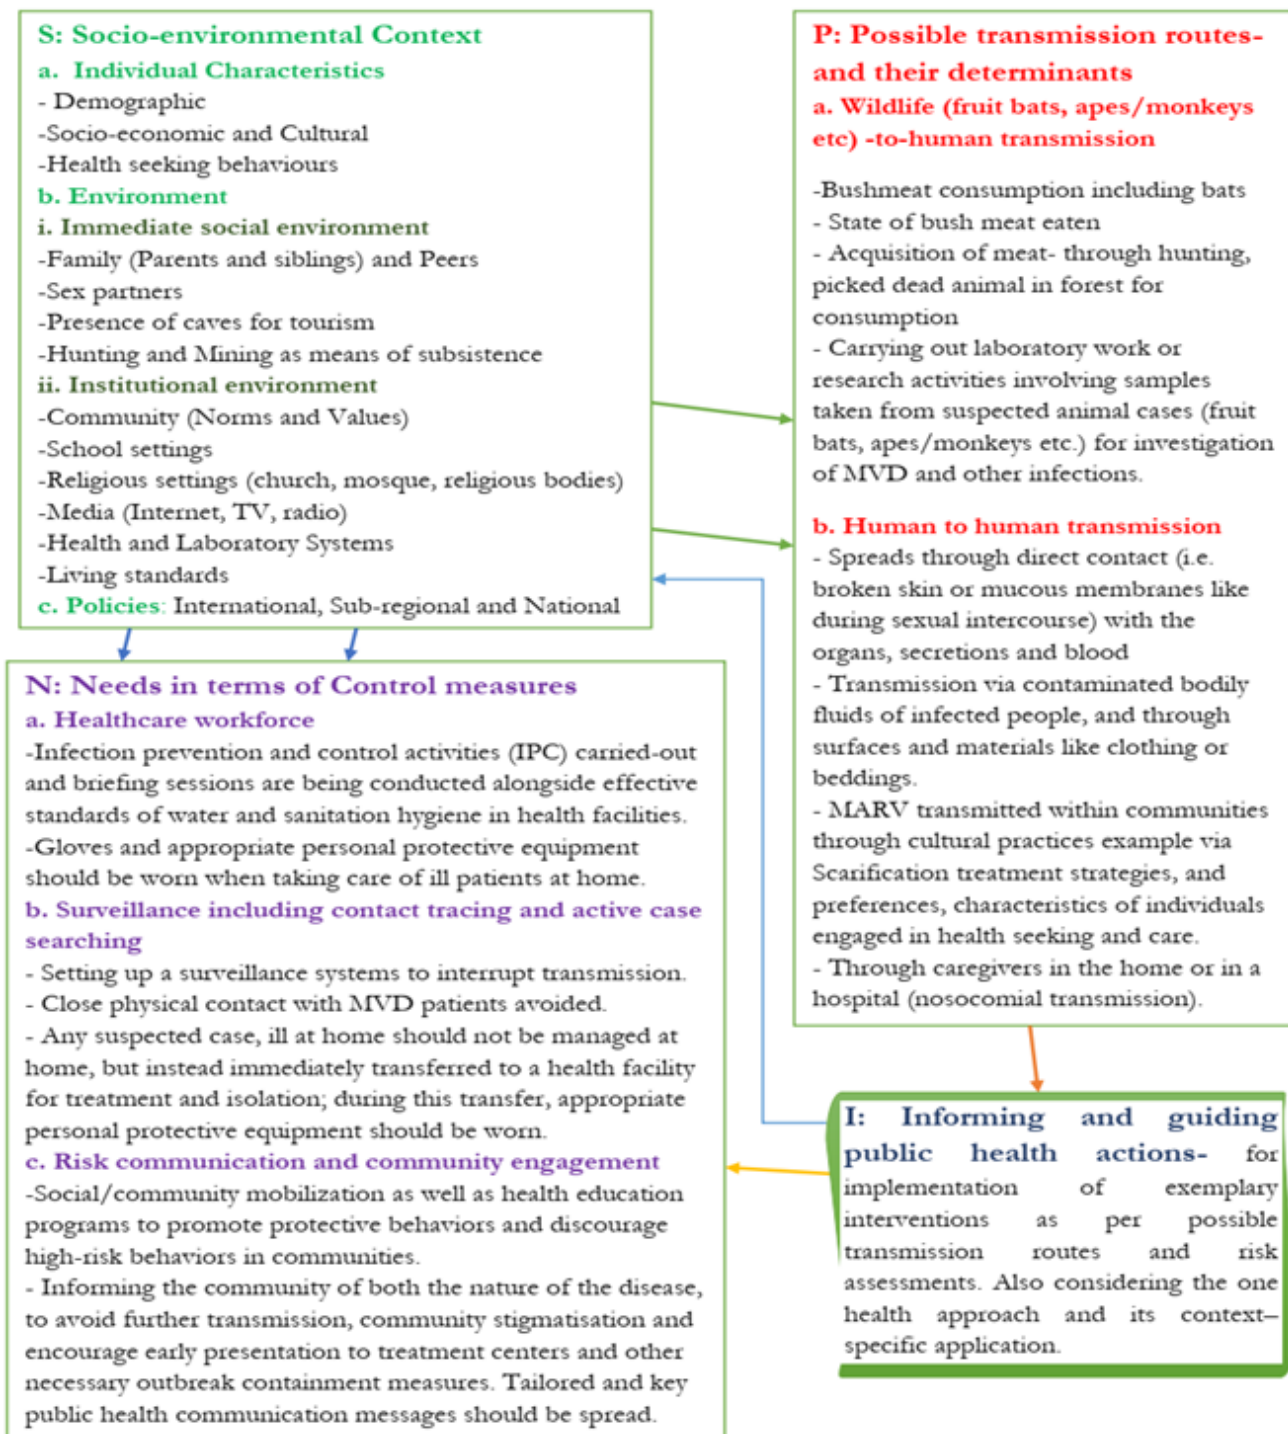 S: Socio-environmental Context
a. Individual Characteristics
- Demographic
-Socio-economic and Cultural
-Health seeking behaviours
b. Environment
i. Immediate social environment
-Family (Parents and siblings) and Peers
-Sex partners
-Presence of caves for tourism
-Hunting and Mining as means of subsistence
ii. Institutional environment
-Community (Norms and Values)
-School settings
-Religious settings (church, mosque, religious bodies)
-Media (Internet, TV, radio)
-Health and Laboratory Systems
-Living standards
c. Policies: International, Sub-regional and National
N: Needs in terms of Control measures
a. Healthcare workforce
-Infection prevention and control activities (IPC) carried-out
and briefing sessions are being conducted alongside effective
standards of water and sanitation hygiene in health facilities.
-Gloves and appropriate personal protective equipment
should be worn when taking care of ill patients at home.
b. Surveillance including contact tracing and active case
searching
- Setting up a surveillance systems to interrupt transmission.
- Close physical contact with MVD patients avoided.
- Any suspected case, ill at home should not be managed at
home, but instead immediately transferred to a health facility
for treatment and isolation; during this transfer, appropriate
personal protective equipment should be worn.
c. Risk communication and community engagement
-Social/community mobilization as well as health education
programs to promote protective behaviors and discourage
high-risk behaviors in communities.
- Informing the community of both the nature of the disease,
to avoid further transmission, community stigmatisation and
encourage early presentation to treatment centers and other
necessary outbreak containment measures. Tailored and key
public health communication messages should be spread.
P: Possible transmission routes-
and their determinants
a. Wildlife (fruit bats, apes/monkeys
etc) -to-human transmission
-Bushmeat consumption including bats
- State of bush meat eaten
- Acquisition of meat- through hunting,
picked dead animal in forest for
consumption
- Carrying out laboratory work or
research activities involving samples
taken from suspected animal cases (fruit
bats, apes/monkeys etc.) for investigation
of MVD and other infections.
b. Human to human transmission
- Spreads through direct contact (i.e.
broken skin or mucous membranes like
during sexual intercourse) with the
organs, secretions and blood
- Transmission via contaminated bodily
fluids of infected people, and through
surfaces and materials like clothing or
beddings.
- MARV transmitted within communities
through cultural practices example via
Scarification treatment strategies, and
preferences, characteristics of individuals
engaged in health seeking and care.
- Through caregivers in the home or in a
hospital (nosocomial transmission).
I: Informing and guiding
public health actions- for
implementation of exemplary
interventions as per possible
transmission routes and risk
assessments. Also considering the one
health approach and its context–
specific application.